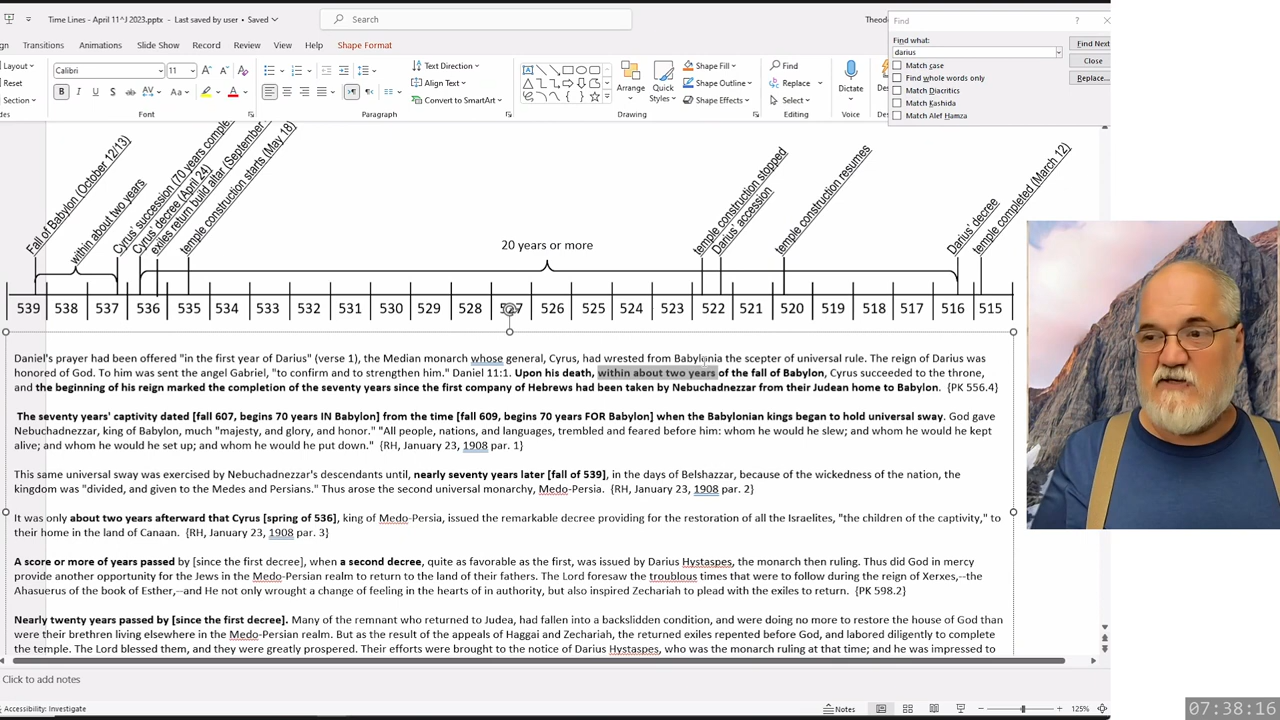 Time Lines - April 11^J 2023.pptx • Last saved by user • Saved
Search
Theod
Find
?
Transitions Animations Slide Show Record Review View Help Shape Format
Find what:
darius
Find Next
Match case
Close
Find whole words only
Replace...
Match Diacritics
Match Kashida
Match Alef Hamza
Layout
Section
Calibri 11
Text Direction
Align Text
Convert to SmartArt
Arrange
Quick
Styles
Shape Fill
Shape Outline
Shape Effects
Find
Replace
Select
Dictate
Font Paragraph Drawing Editing Voice
Fall of Babylon (October 12/13)
within about two years
Cyrus' succession (70 years comple
Cyrus' decree (April 24)
exiles return build altar (September
temple construction starts (May 18)
temple construction stopped
Darius' accession
temple construction resumes
Darius' decree
temple completed (March 12)
20 years or more
539 538 537 536 535 534 533 532 531 530 529 528 527 526 525 524 523 522 521 520 519 518 517 516 515
Daniel's prayer had been offered "in the first year of Darius" (verse 1), the Median monarch whose general, Cyrus, had wrested from Babylonia the scepter of universal rule. The reign of Darius was
honored of God. To him was sent the angel Gabriel, "to confirm and to strengthen him." Daniel 11:1. Upon his death, within about two years of the fall of Babylon, Cyrus succeeded to the throne,
and the beginning of his reign marked the completion of the seventy years since the first company of Hebrews had been taken by Nebuchadnezzar from their Judean home to Babylon. {PK 556.4}
The seventy years' captivity dated [fall 607, begins 70 years IN Babylon] from the time [fall 609, begins 70 years FOR Babylon] when the Babylonian kings began to hold universal sway. God gave
Nebuchadnezzar, king of Babylon, much "majesty, and glory, and honor." "All people, nations, and languages, trembled and feared before him: whom he would he slew; and whom he would he kept
alive; and whom he would he set up; and whom he would he put down." {RH, January 23, 1908 par. 1}
This same universal sway was exercised by Nebuchadnezzar's descendants until, nearly seventy years later [fall of 539], in the days of Belshazzar, because of the wickedness of the nation, the
kingdom was "divided, and given to the Medes and Persians." Thus arose the second universal monarchy, Medo-Persia. {RH, January 23, 1908 par. 2}
It was only about two years afterward that Cyrus [spring of 536], king of Medo-Persia, issued the remarkable decree providing for the restoration of all the Israelites, "the children of the captivity," to
their home in the land of Canaan. {RH, January 23, 1908 par. 3}
A score or more of years passed by [since the first decree], when a second decree, quite as favorable as the first, was issued by Darius Hystaspes, the monarch then ruling. Thus did God in mercy
provide another opportunity for the Jews in the Medo-Persian realm to return to the land of their fathers. The Lord foresaw the troublous times that were to follow during the reign of Xerxes,--the
Ahasuerus of the book of Esther,--and He not only wrought a change of feeling in the hearts of in authority, but also inspired Zechariah to plead with the exiles to return. {PK 598.2}
Nearly twenty years passed by [since the first decree]. Many of the remnant who returned to Judea, had fallen into a backslidden condition, and were doing no more to restore the house of God than
were their brethren living elsewhere in the Medo-Persian realm. But as the result of the appeals of Haggai and Zechariah, the returned exiles repented before God, and labored diligently to complete
the temple. The Lord blessed them, and they were greatly prospered. Their efforts were brought to the notice of Darius Hystaspes, who was the monarch ruling at that time; and he was impressed to
Click to add notes
Accessibility: Investigate
Notes
125%
07:38:16